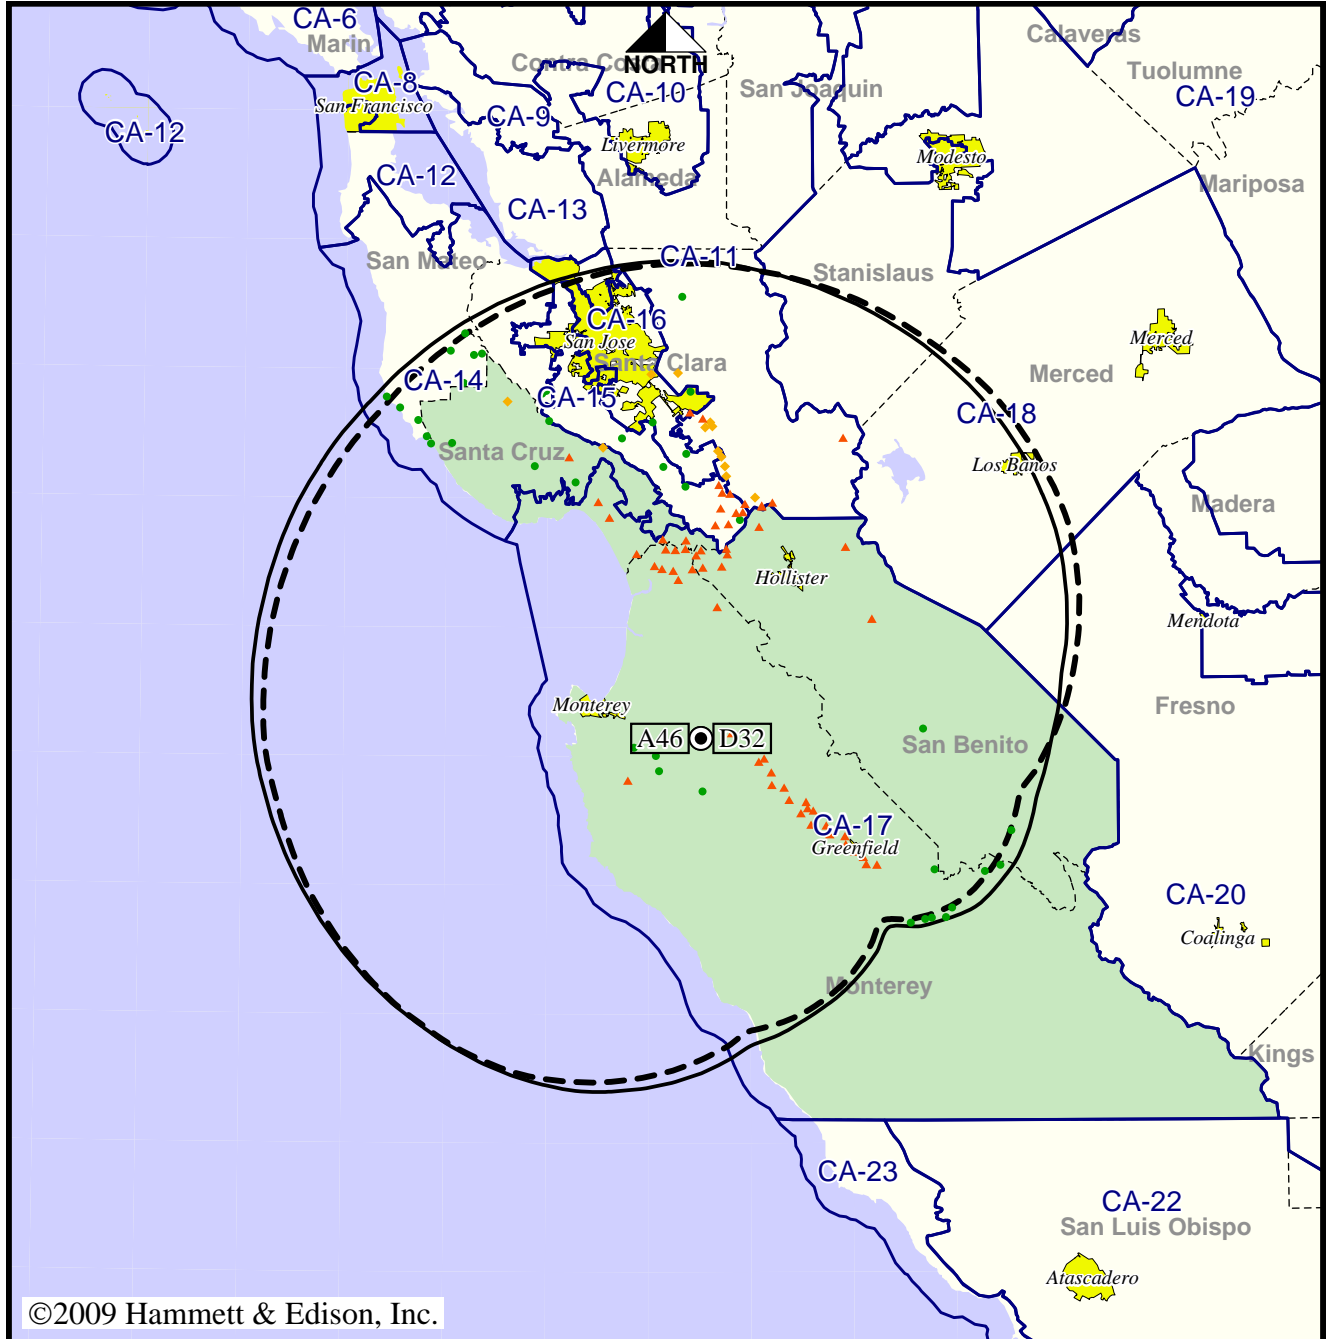 CA-6
Marin
Calaveras
Contra Costa
NORTH
Tuolumne
CA-8
San Francisco
CA-10
San Joaquin
CA-19
CA-9
CA-12
Livermore
Modesto
CA-12
Alameda
Mariposa
CA-13
San Mateo
CA-11
Stanislaus
CA-16
San Jose
Merced
Santa Clara
Merced
CA-14
CA-15
CA-18
Santa Cruz
Los Banos
Madera
Hollister
Mendota
Monterey
Fresno
A46
D32
San Benito
CA-17
Greenfield
CA-20
Coalinga
Monterey
Kings
CA-23
CA-22
San Luis Obispo
Atascadero
©2009 Hammett & Edison, Inc.